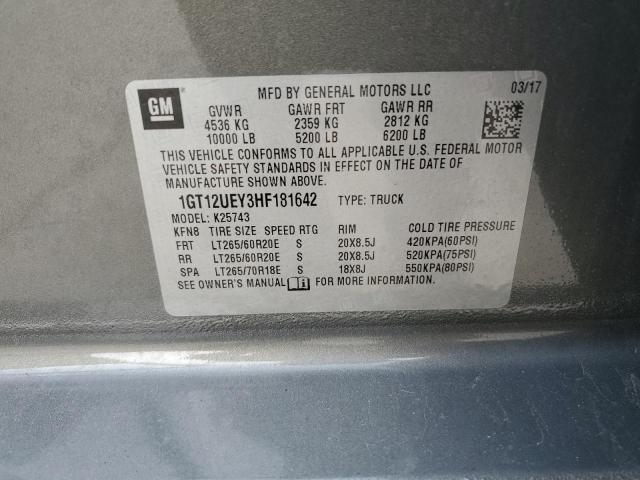 GM
MFD BY GENERAL MOTORS LLC 03/17
GVWR GAWR FRT GAWR RR
4536 KG 2359 KG 2812 KG
10000 LB 5200 LB 6200 LB
THIS VEHICLE CONFORMS TO ALL APPLICABLE U.S. FEDERAL MOTOR
VEHICLE SAFETY STANDARDS IN EFFECT ON THE DATE OF
MANUFACTURE SHOWN ABOVE.
1GT12UEY3HF181642 TYPE: TRUCK
MODEL: K25743
KFN8 TIRE SIZE SPEED RTG RIM COLD TIRE PRESSURE
FRT LT265/60R20E S 20X8.5J 420KPA(60PSI)
RR LT265/60R20E S 20X8.5J 520KPA(75PSI)
SPA LT265/70R18E S 18X8J 550KPA(80PSI)
SEE OWNER'S MANUAL FOR MORE INFORMATION.